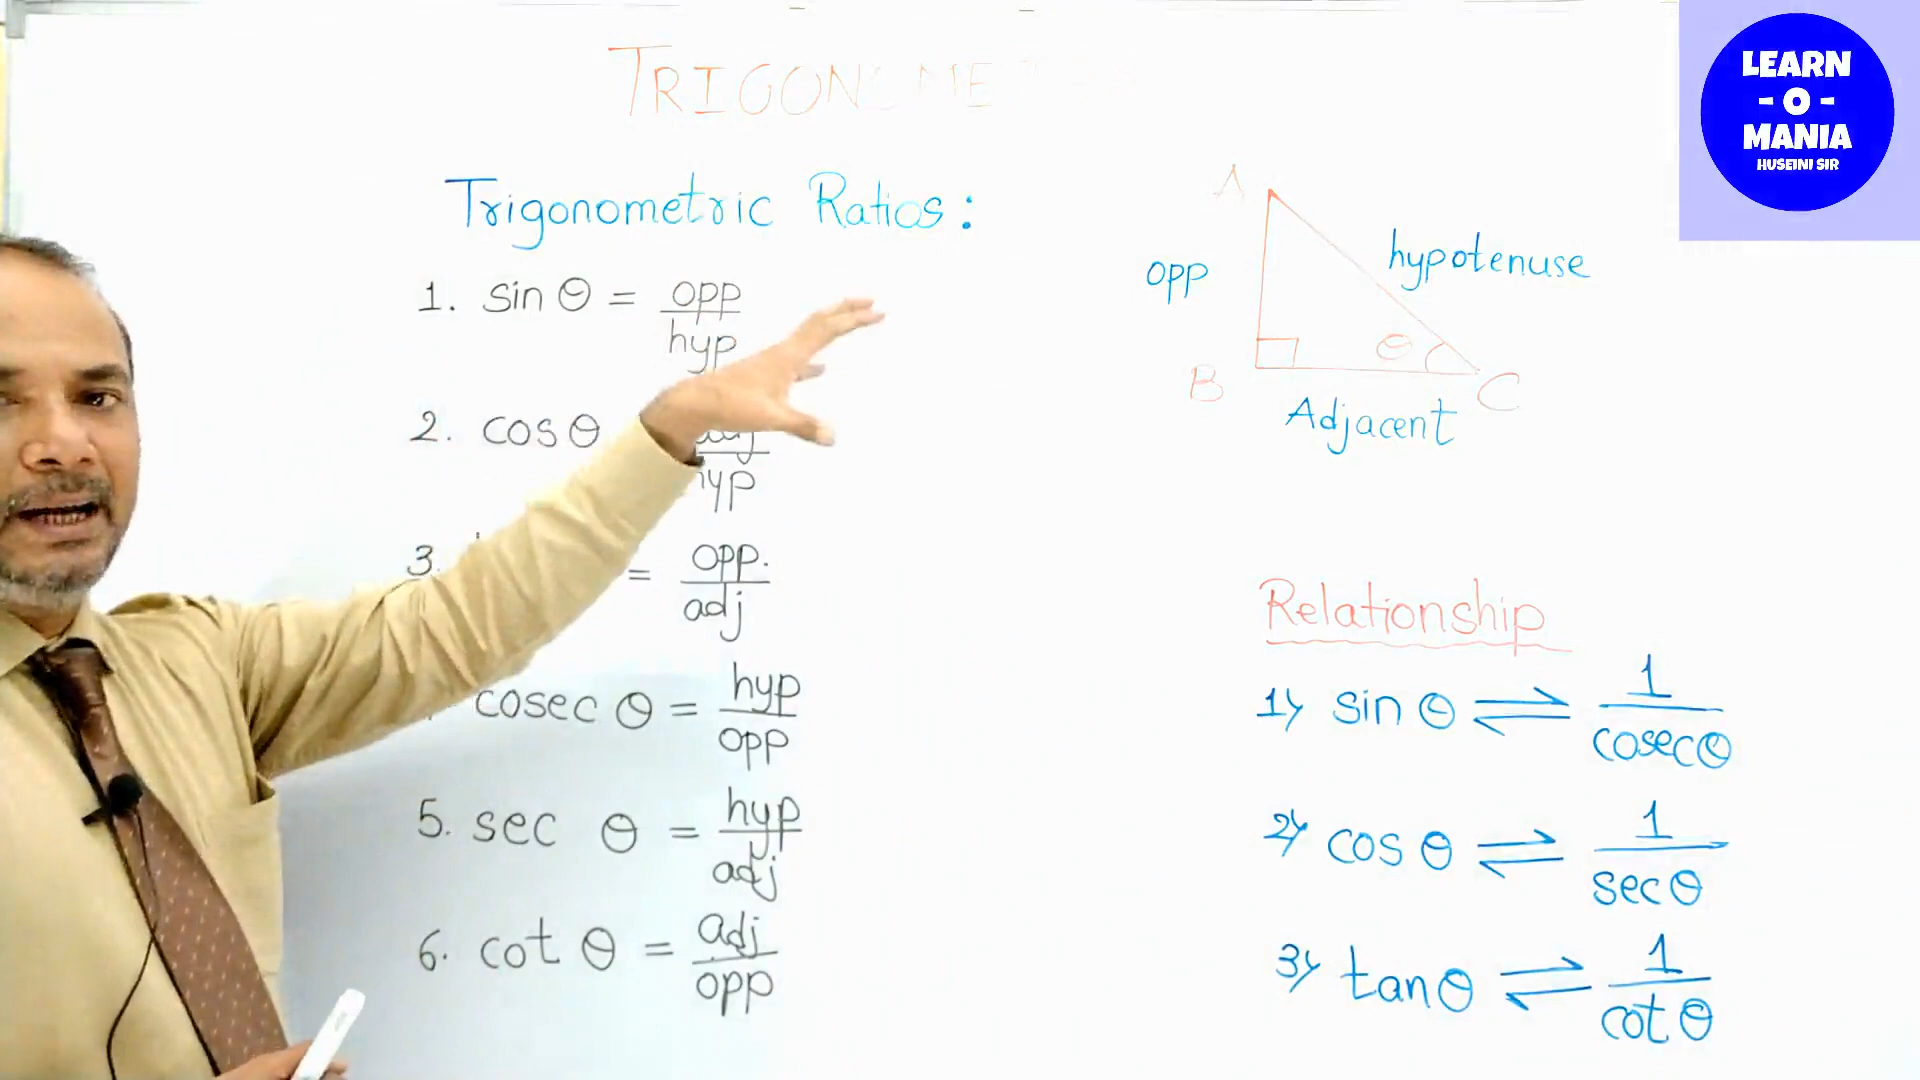 TRIGONOME
LEARN
- O -
MANIA
HUSEINI SIR
Trigonometric Ratios :
A
opp
hypotenuse
θ
B
C
Adjacent
1. sin θ = opp
hyp
2. cos θ
hyp
3. = opp.
adj
cosec θ = hyp
opp
5. sec θ = hyp
adj
6. cot θ = adj
opp
Relationship
1) sin θ ⇌ 1
cosec θ
2) cos θ ⇌ 1
sec θ
3) tan θ ⇌ 1
cot θ